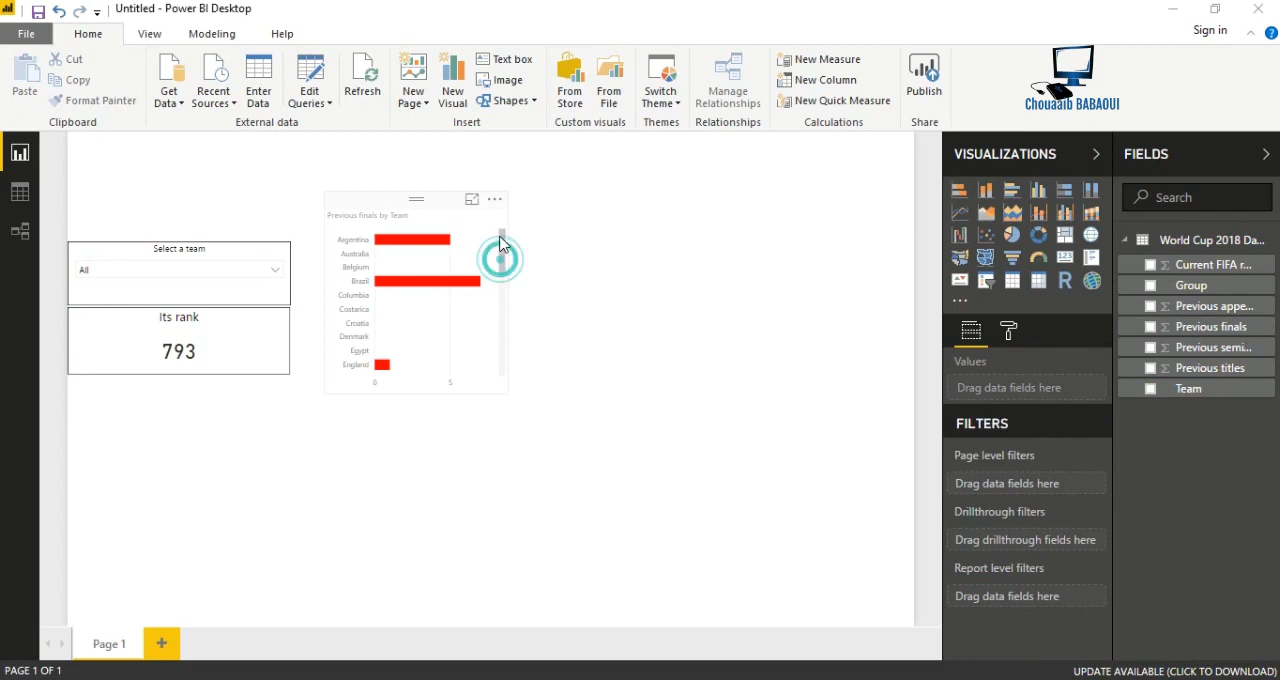 Untitled - Power BI Desktop
File
Home
View
Modeling
Help
Sign in
Paste
Cut
Copy
Format Painter
Clipboard
Get Data
Recent Sources
Enter Data
Edit Queries
Refresh
External data
New Page
New Visual
Text box
Image
Shapes
Insert
From Store
From File
Custom visuals
Switch Theme
Themes
Manage Relationships
Relationships
New Measure
New Column
New Quick Measure
Calculations
Publish
Share
Chouaaib BABAOUI
Select a team
All
Its rank
793
Previous finals by Team
Argentina
Australia
Belgium
Brazil
Columbia
Costarica
Croatia
Denmark
Egypt
England
0 5
VISUALIZATIONS
Values
Drag data fields here
FILTERS
Page level filters
Drag data fields here
Drillthrough filters
Drag drillthrough fields here
Report level filters
Drag data fields here
FIELDS
Search
World Cup 2018 Da...
Current FIFA r...
Group
Previous appe...
Previous finals
Previous semi...
Previous titles
Team
Page 1
PAGE 1 OF 1
UPDATE AVAILABLE (CLICK TO DOWNLOAD)